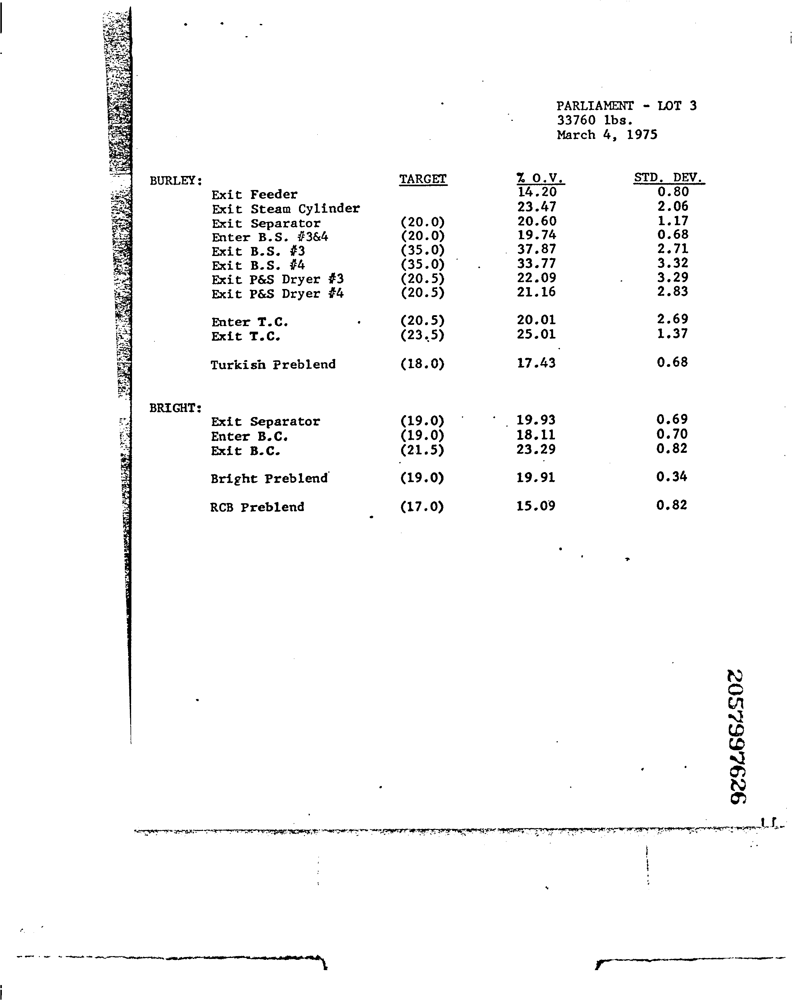 PARLIAMENT - LOT 3
33760 lbs.
March 4, 1975
BURLEY: TARGET % O.V. STD. DEV.
Exit Feeder 14.20 0.80
Exit Steam Cylinder 23.47 2.06
Exit Separator (20.0) 20.60 1.17
Enter B.S. #3&4 (20.0) 19.74 0.68
Exit B.S. #3 (35.0) 37.87 2.71
Exit B.S. #4 (35.0) 33.77 3.32
Exit P&S Dryer #3 (20.5) 22.09 3.29
Exit P&S Dryer #4 (20.5) 21.16 2.83
Enter T.C. (20.5) 20.01 2.69
Exit T.C. (23.5) 25.01 1.37
Turkish Preblend (18.0) 17.43 0.68
BRIGHT:
Exit Separator (19.0) 19.93 0.69
Enter B.C. (19.0) 18.11 0.70
Exit B.C. (21.5) 23.29 0.82
Bright Preblend (19.0) 19.91 0.34
RCB Preblend (17.0) 15.09 0.82
2057997626